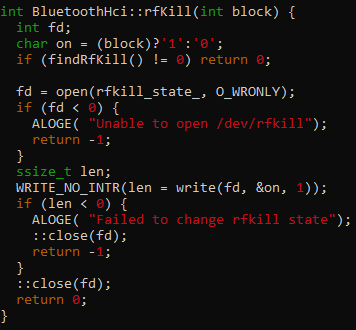 int BluetoothHci::rfKill(int block) {
  int fd;
  char on = (block)?'1':'0';
  if (findRfKill() != 0) return 0;

  fd = open(rfkill_state_, O_WRONLY);
  if (fd < 0) {
    ALOGE( "Unable to open /dev/rfkill");
    return -1;
  }
  ssize_t len;
  WRITE_NO_INTR(len = write(fd, &on, 1));
  if (len < 0) {
    ALOGE( "Failed to change rfkill state");
    ::close(fd);
    return -1;
  }
  ::close(fd);
  return 0;
}